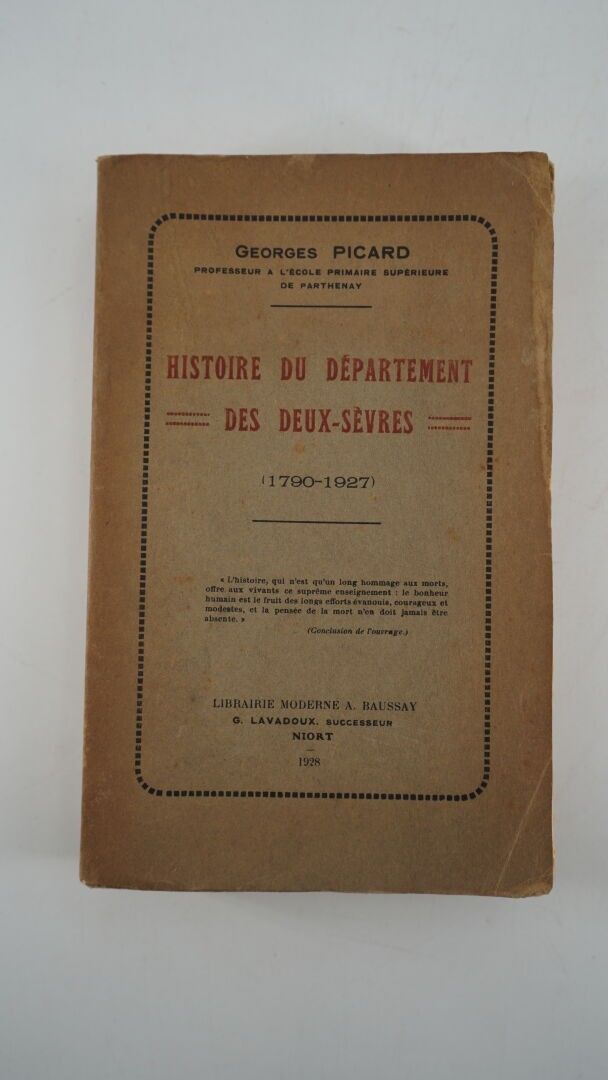 GEORGES PICARD
PROFESSEUR A L'ÉCOLE PRIMAIRE SUPÉRIEURE
DE PARTHENAY
HISTOIRE DU DÉPARTEMENT
DES DEUX-SÈVRES
(1790-1927)
« L'histoire, qui n'est qu'un long hommage aux morts,
offre aux vivants ce suprême enseignement : le bonheur
humain est le fruit des longs efforts évanouis, courageux et
modestes, et la pensée de la mort n'en doit jamais être
absente. »
(Conclusion de l'ouvrage.)
LIBRAIRIE MODERNE A. BAUSSAY
G. LAVADOUX. SUCCESSEUR
NIORT
1928